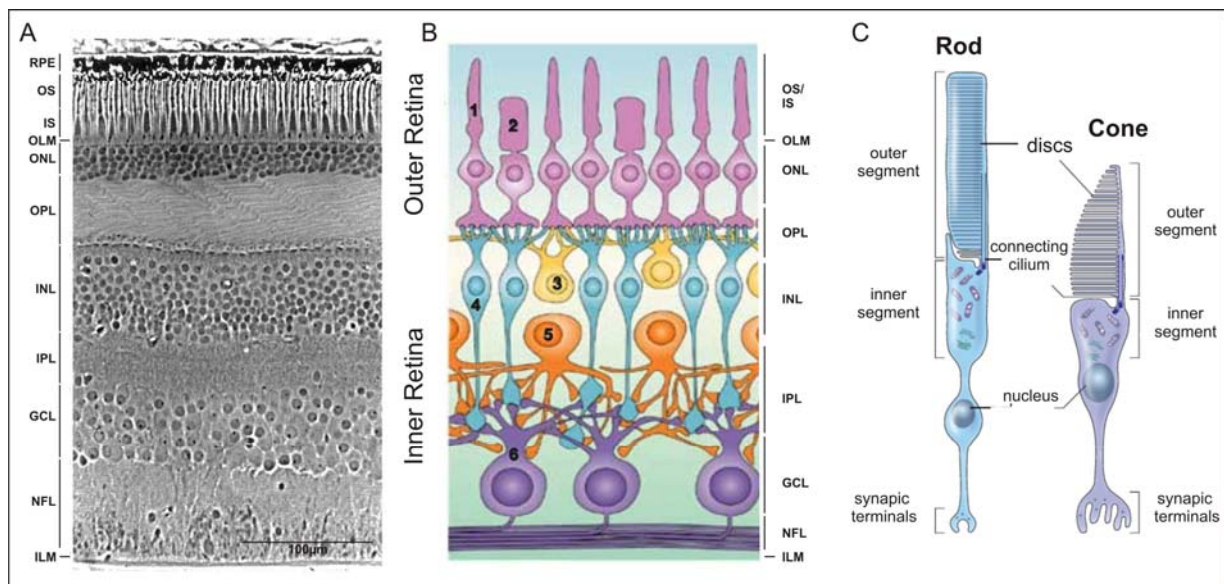 A
RPE
OS
IS
OLM
ONL
OPL
INL
IPL
GCL
NFL
ILM
100µm
B
Outer Retina
Inner Retina
1
2
3
4
5
6
OS/
IS
OLM
ONL
OPL
INL
IPL
GCL
NFL
ILM
C
Rod
Cone
outer
segment
discs
outer
segment
connecting
cilium
inner
segment
inner
segment
nucleus
synapic
terminals
synapic
terminals